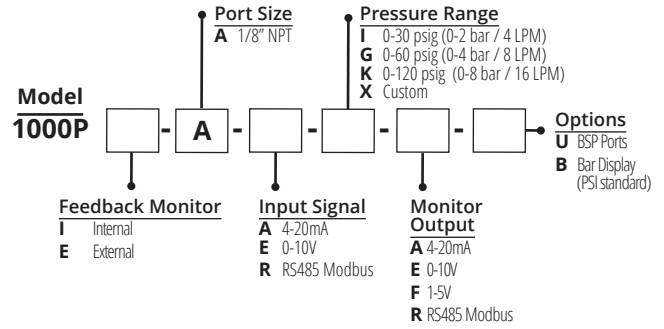 Port Size
A 1/8” NPT
Pressure Range
I 0-30 psig (0-2 bar / 4 LPM)
G 0-60 psig (0-4 bar / 8 LPM)
K 0-120 psig (0-8 bar / 16 LPM)
X Custom
Model
1000P - A - - - -
Options
U BSP Ports
B Bar Display
(PSI standard)
Feedback Monitor
I Internal
E External
Input Signal
A 4-20mA
E 0-10V
R RS485 Modbus
Monitor
Output
A 4-20mA
E 0-10V
F 1-5V
R RS485 Modbus